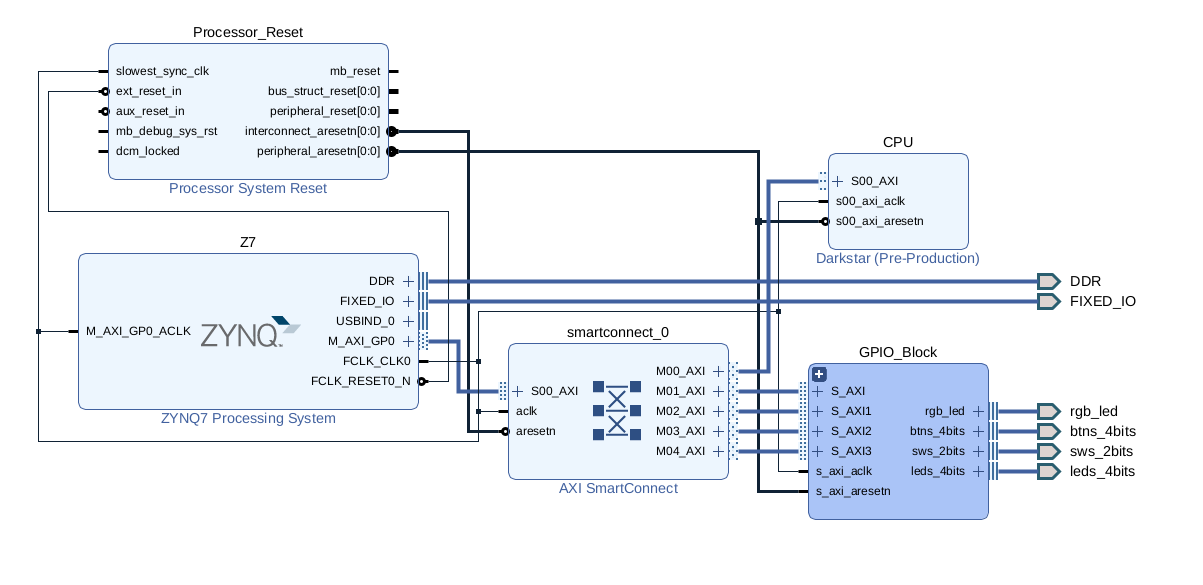 Processor_Reset
slowest_sync_clk
ext_reset_in
aux_reset_in
mb_debug_sys_rst
dcm_locked
mb_reset
bus_struct_reset[0:0]
peripheral_reset[0:0]
interconnect_aresetn[0:0]
peripheral_aresetn[0:0]
Processor System Reset
CPU
S00_AXI
s00_axi_aclk
s00_axi_aresetn
Darkstar (Pre-Production)
Z7
M_AXI_GP0_ACLK
ZYNQ
DDR
FIXED_IO
USBIND_0
M_AXI_GP0
FCLK_CLK0
FCLK_RESET0_N
ZYNQ7 Processing System
DDR
FIXED_IO
smartconnect_0
S00_AXI
aclk
aresetn
M00_AXI
M01_AXI
M02_AXI
M03_AXI
M04_AXI
AXI SmartConnect
GPIO_Block
S_AXI
S_AXI1
S_AXI2
S_AXI3
s_axi_aclk
s_axi_aresetn
rgb_led
btns_4bits
sws_2bits
leds_4bits
rgb_led
btns_4bits
sws_2bits
leds_4bits